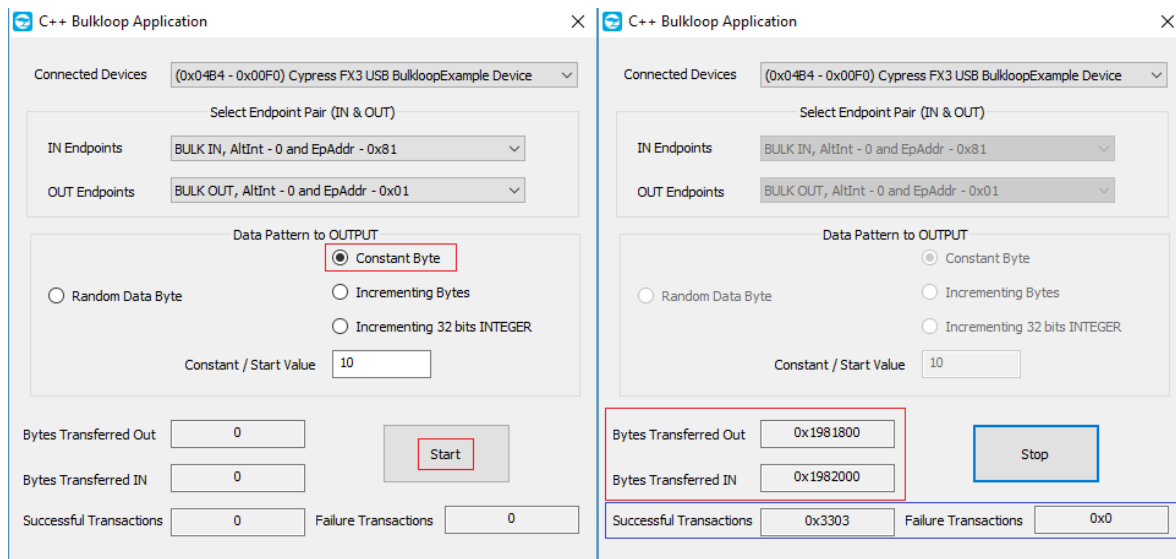 C++ Bulkloop Application
Connected Devices (0x04B4 - 0x00F0) Cypress FX3 USB BulkloopExample Device
Select Endpoint Pair (IN & OUT)
IN Endpoints BULK IN, AltInt - 0 and EpAddr - 0x81
OUT Endpoints BULK OUT, AltInt - 0 and EpAddr - 0x01
Data Pattern to OUTPUT
Constant Byte
Random Data Byte
Incrementing Bytes
Incrementing 32 bits INTEGER
Constant / Start Value 10
Bytes Transferred Out 0
Start
Bytes Transferred IN 0
Successful Transactions 0 Failure Transactions 0
C++ Bulkloop Application
Connected Devices (0x04B4 - 0x00F0) Cypress FX3 USB BulkloopExample Device
Select Endpoint Pair (IN & OUT)
IN Endpoints BULK IN, AltInt - 0 and EpAddr - 0x81
OUT Endpoints BULK OUT, AltInt - 0 and EpAddr - 0x01
Data Pattern to OUTPUT
Constant Byte
Random Data Byte
Incrementing Bytes
Incrementing 32 bits INTEGER
Constant / Start Value 10
Bytes Transferred Out 0x1981800
Stop
Bytes Transferred IN 0x1982000
Successful Transactions 0x3303 Failure Transactions 0x0